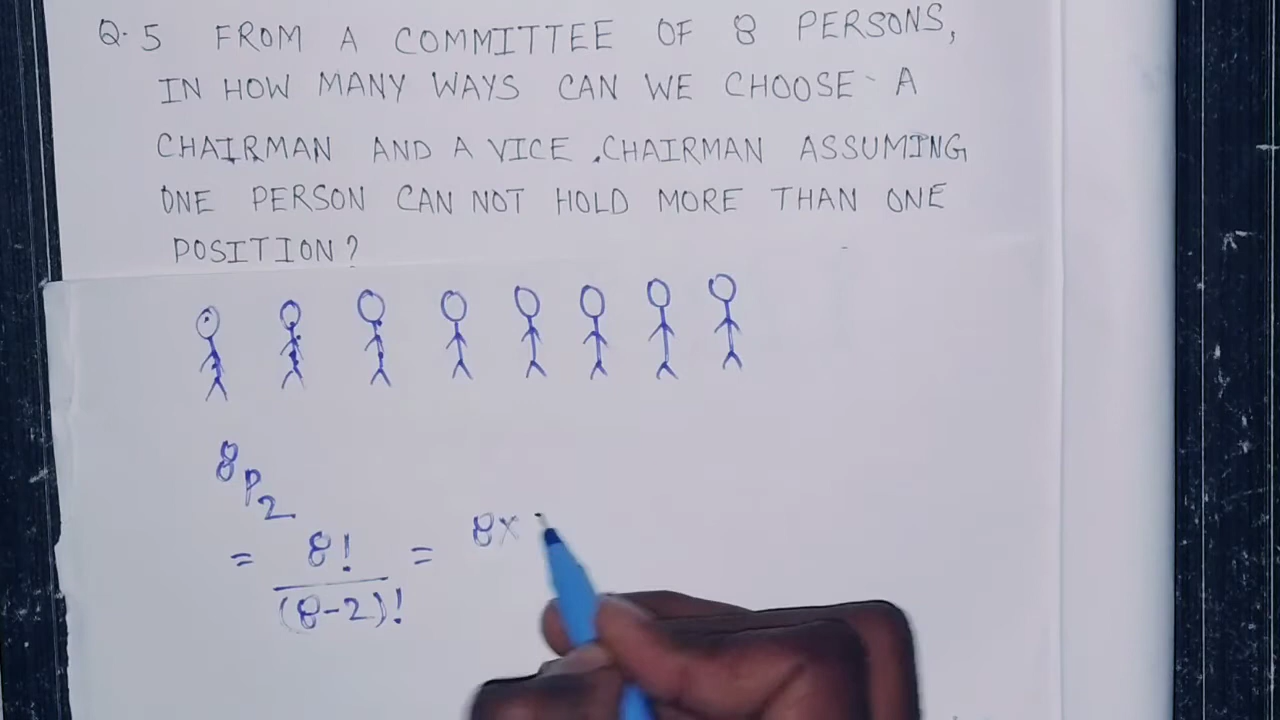 Q.5 FROM A COMMITTEE OF 8 PERSONS,
IN HOW MANY WAYS CAN WE CHOOSE A
CHAIRMAN AND A VICE CHAIRMAN ASSUMING
ONE PERSON CAN NOT HOLD MORE THAN ONE
POSITION?
8P2
= 8!/(8-2)! = 8×